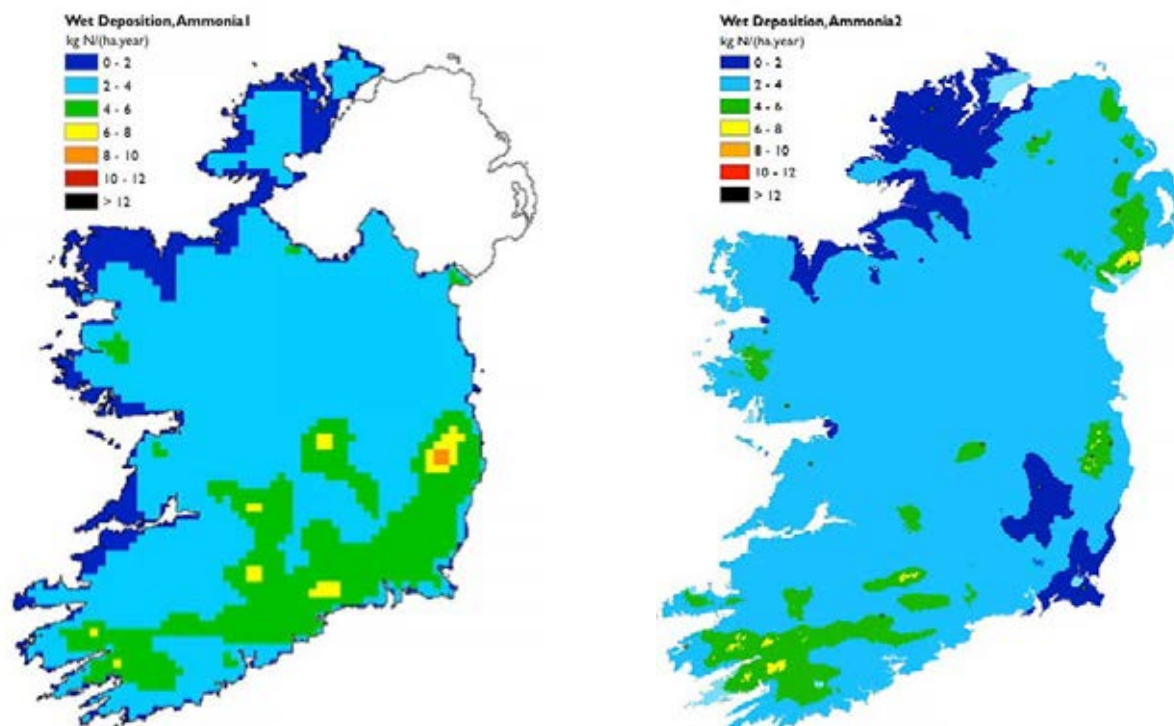 Wet Deposition, Ammonia1
kg N/(ha.year)
0 - 2
2 - 4
4 - 6
6 - 8
8 - 10
10 - 12
> 12
Wet Deposition, Ammonia2
kg N/(ha.year)
0 - 2
2 - 4
4 - 6
6 - 8
8 - 10
10 - 12
> 12